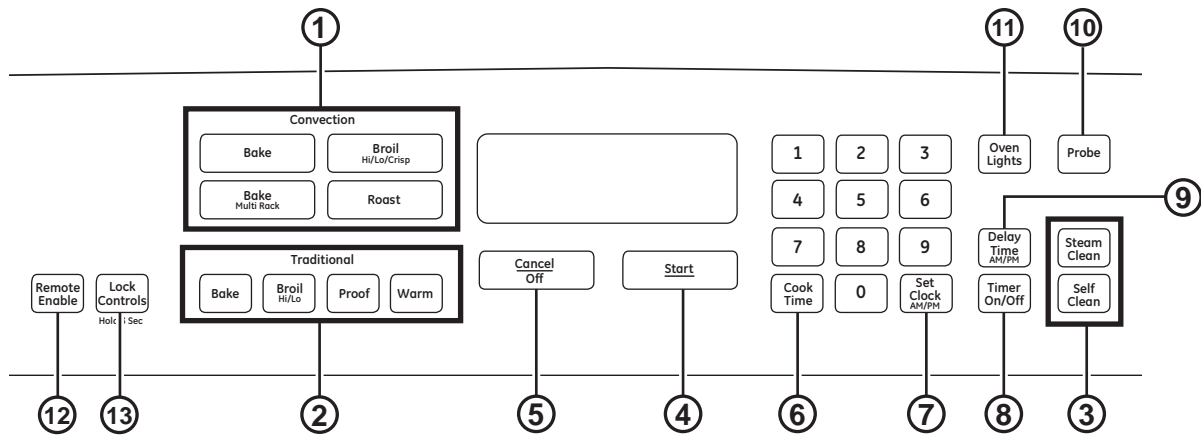 1
11
10
Convection
Bake
Broil
Hi/Lo/Crisp
Bake
Multi Rack
Roast
1 2 3
4 5 6
7 8 9
0
Oven
Lights
Probe
9
Traditional
Bake
Broil
Hi/Lo
Proof
Warm
Cancel
Off
Start
Delay
Time
AM/PM
Steam
Clean
Remote
Enable
Lock
Controls
Sec
Cook
Time
Set
Clock
AM/PM
Timer
On/Off
Self
Clean
12
13
2
5
4
6
7
8
3